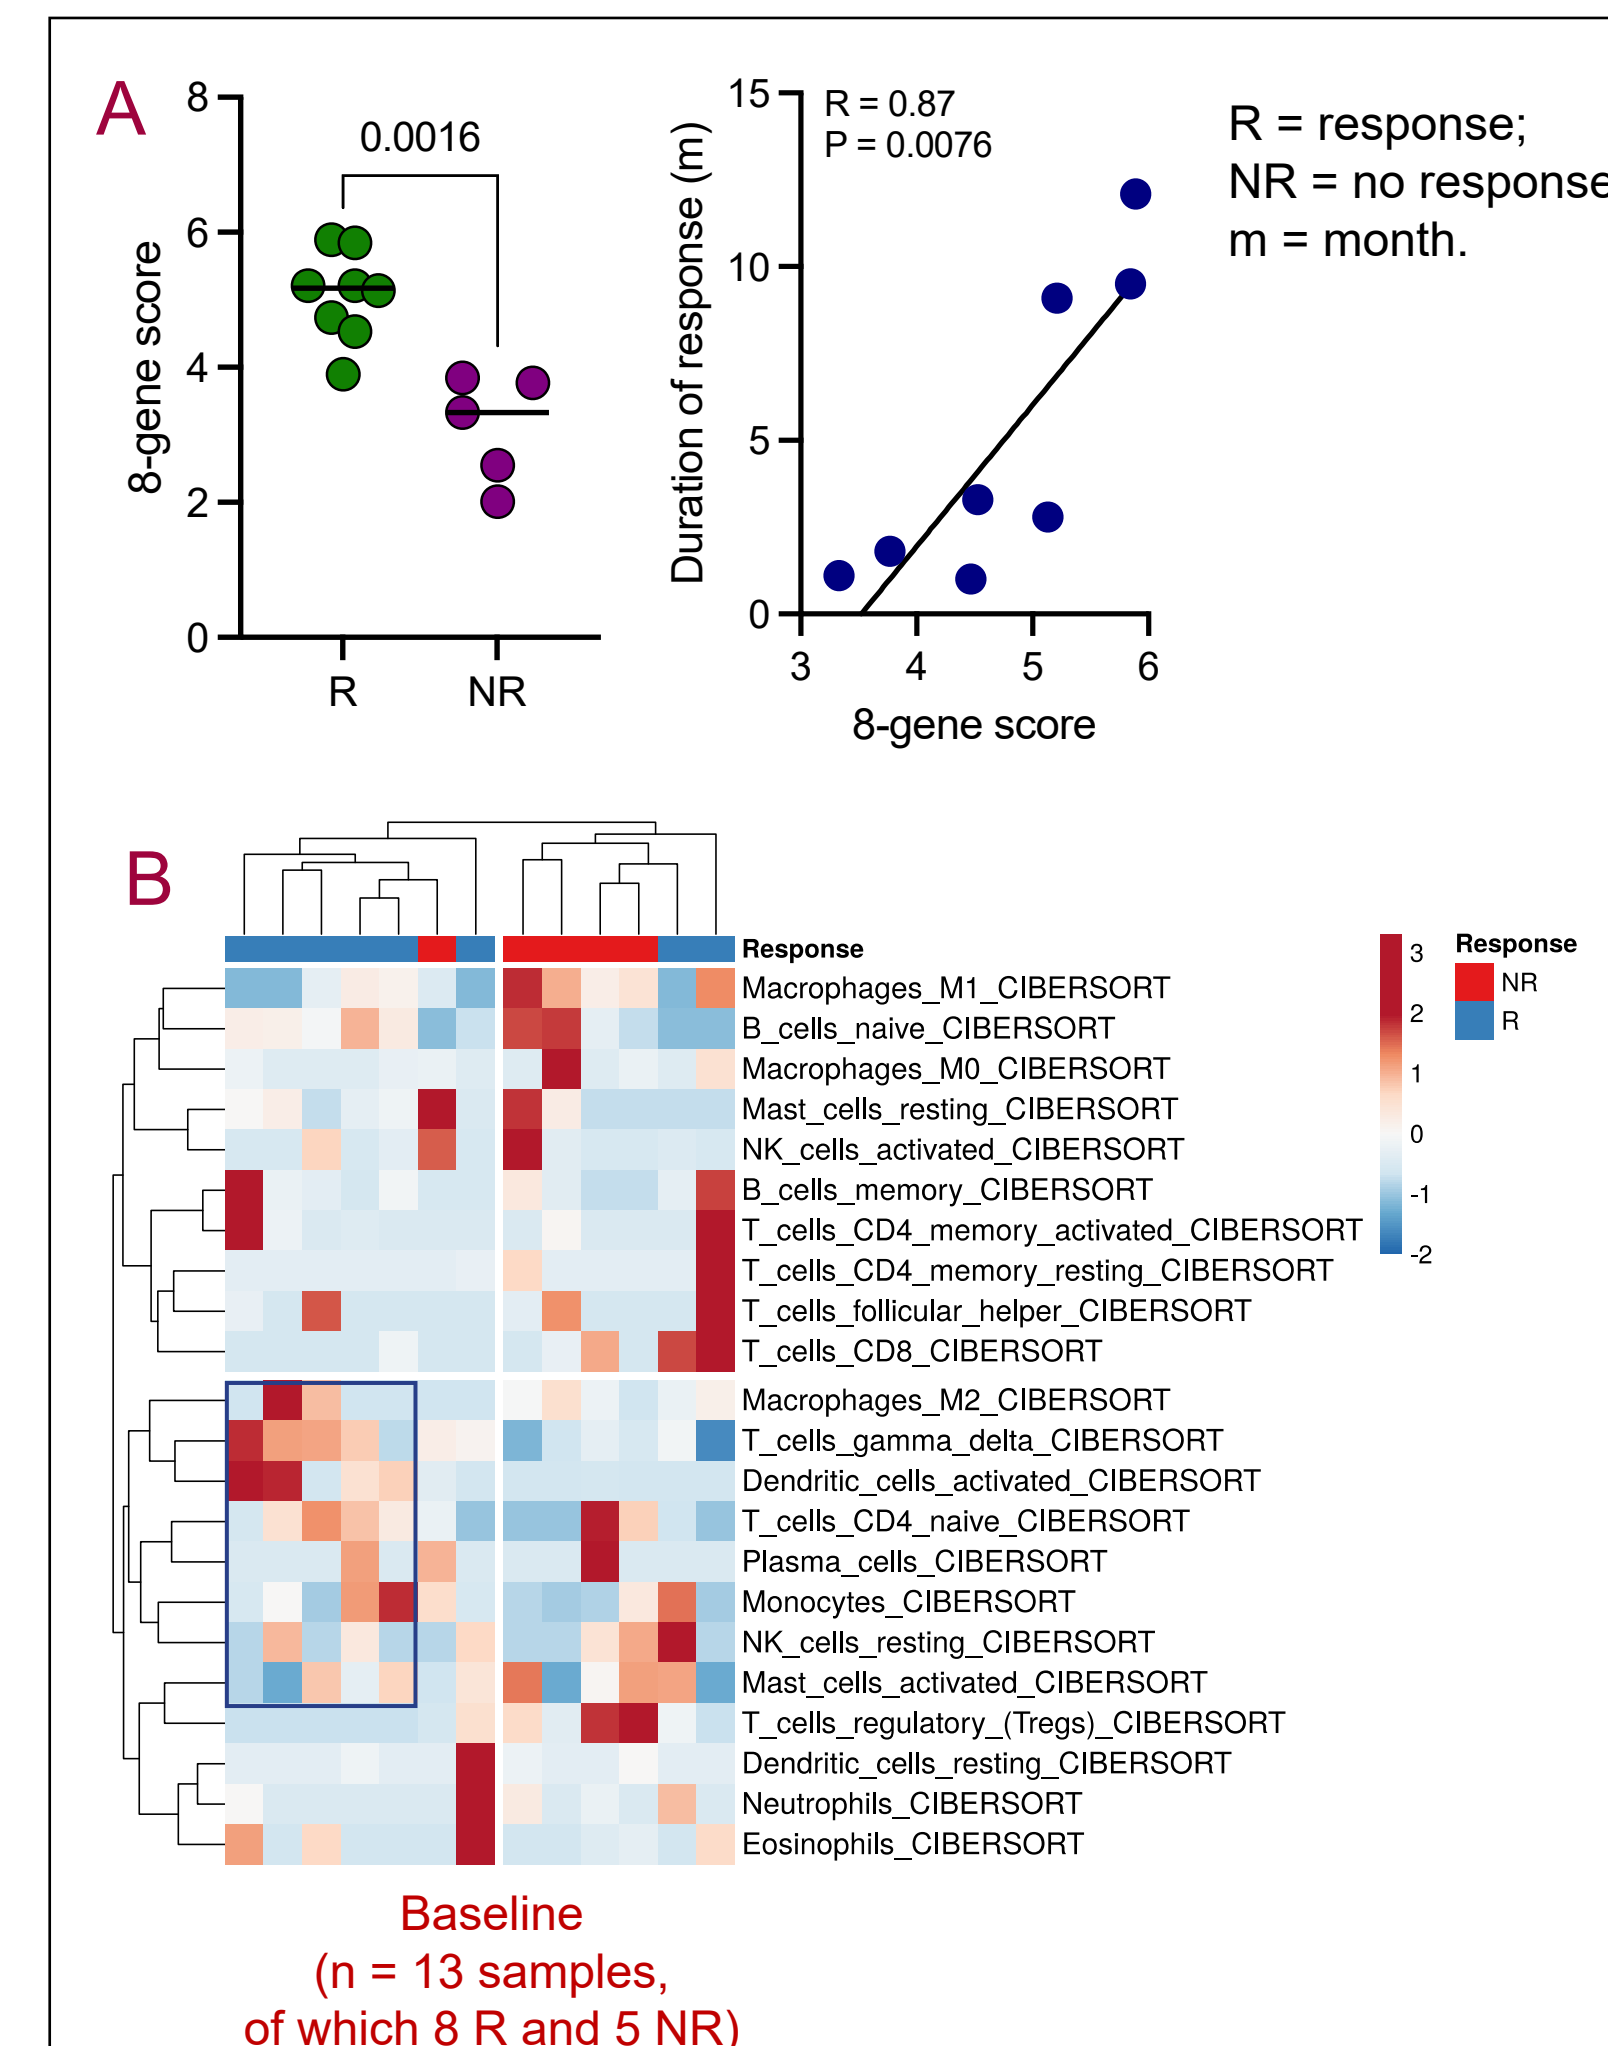 A
8
6
4
2
0
8-gene score
0.0016
R
NR
15
10
5
0
Duration of response (m)
R = 0.87
P = 0.0076
3
4
5
6
8-gene score
R = response;
NR = no response
m = month.
B
Response
Macrophages_M1_CIBERSORT
B_cells_naive_CIBERSORT
Macrophages_M0_CIBERSORT
Mast_cells_resting_CIBERSORT
NK_cells_activated_CIBERSORT
B_cells_memory_CIBERSORT
T_cells_CD4_memory_activated_CIBERSORT
T_cells_CD4_memory_resting_CIBERSORT
T_cells_follicular_helper_CIBERSORT
T_cells_CD8_CIBERSORT
Macrophages_M2_CIBERSORT
T_cells_gamma_delta_CIBERSORT
Dendritic_cells_activated_CIBERSORT
T_cells_CD4_naive_CIBERSORT
Plasma_cells_CIBERSORT
Monocytes_CIBERSORT
NK_cells_resting_CIBERSORT
Mast_cells_activated_CIBERSORT
T_cells_regulatory_(Tregs)_CIBERSORT
Dendritic_cells_resting_CIBERSORT
Neutrophils_CIBERSORT
Eosinophils_CIBERSORT
3
2
1
0
-1
-2
Response
NR
R
Baseline
(n = 13 samples,
of which 8 R and 5 NR)